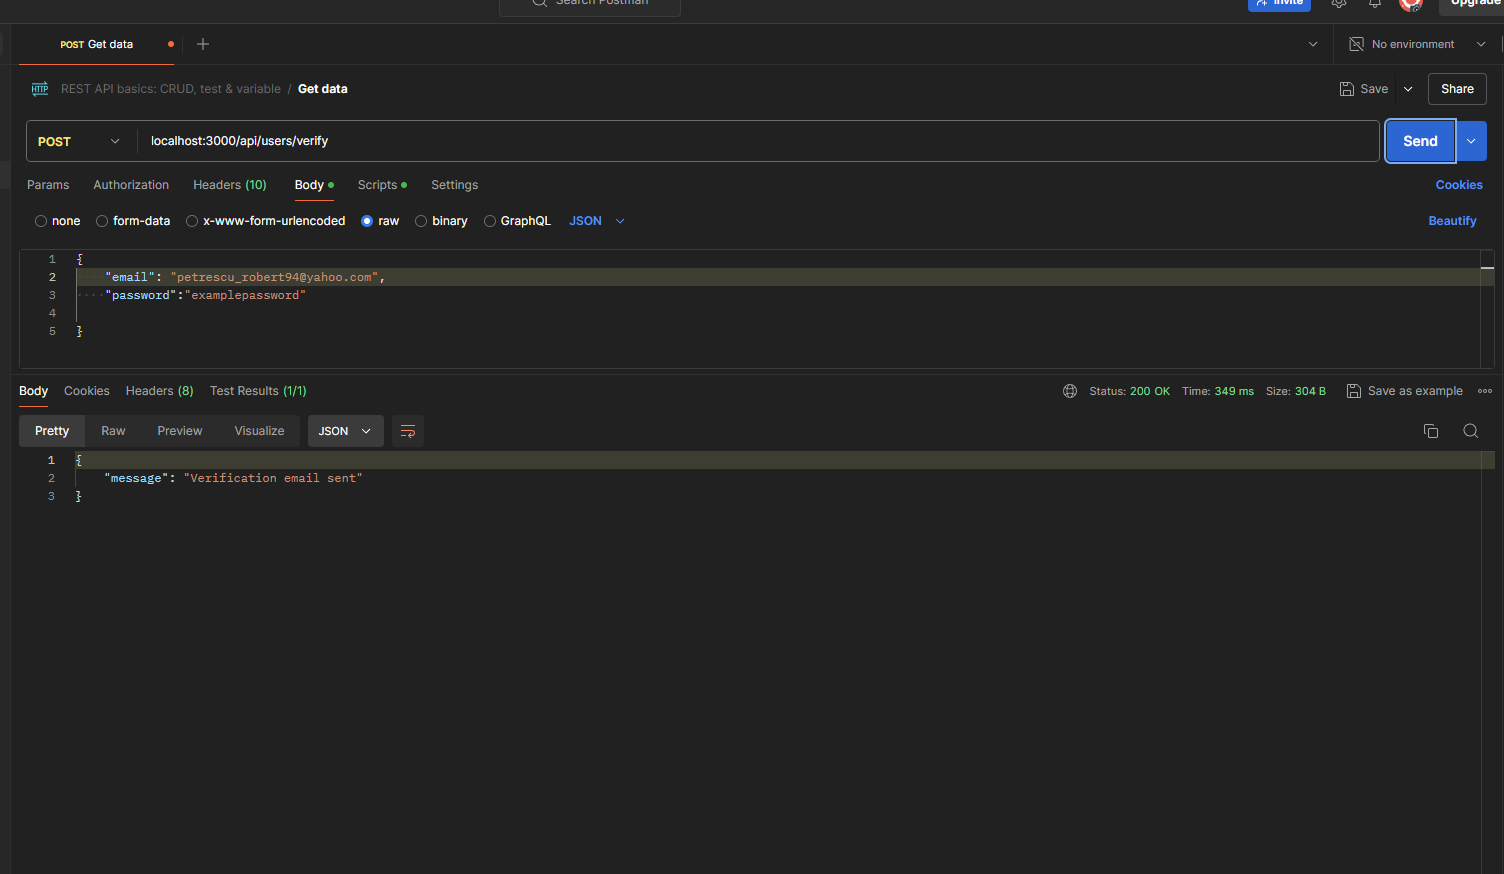 Search Postman
Invite
Upgrade
POST Get data
No environment
HTTP
REST API basics: CRUD, test & variable / Get data
Save
Share
POST
localhost:3000/api/users/verify
Send
Params
Authorization
Headers (10)
Body
Scripts
Settings
Cookies
none
form-data
x-www-form-urlencoded
raw
binary
GraphQL
JSON
Beautify
1 {
2 "email": "petrescu_robert94@yahoo.com",
3 "password":"examplepassword"
4
5 }
Body
Cookies
Headers (8)
Test Results (1/1)
Status: 200 OK
Time: 349 ms
Size: 304 B
Save as example
Pretty
Raw
Preview
Visualize
JSON
1 {
2 "message": "Verification email sent"
3 }